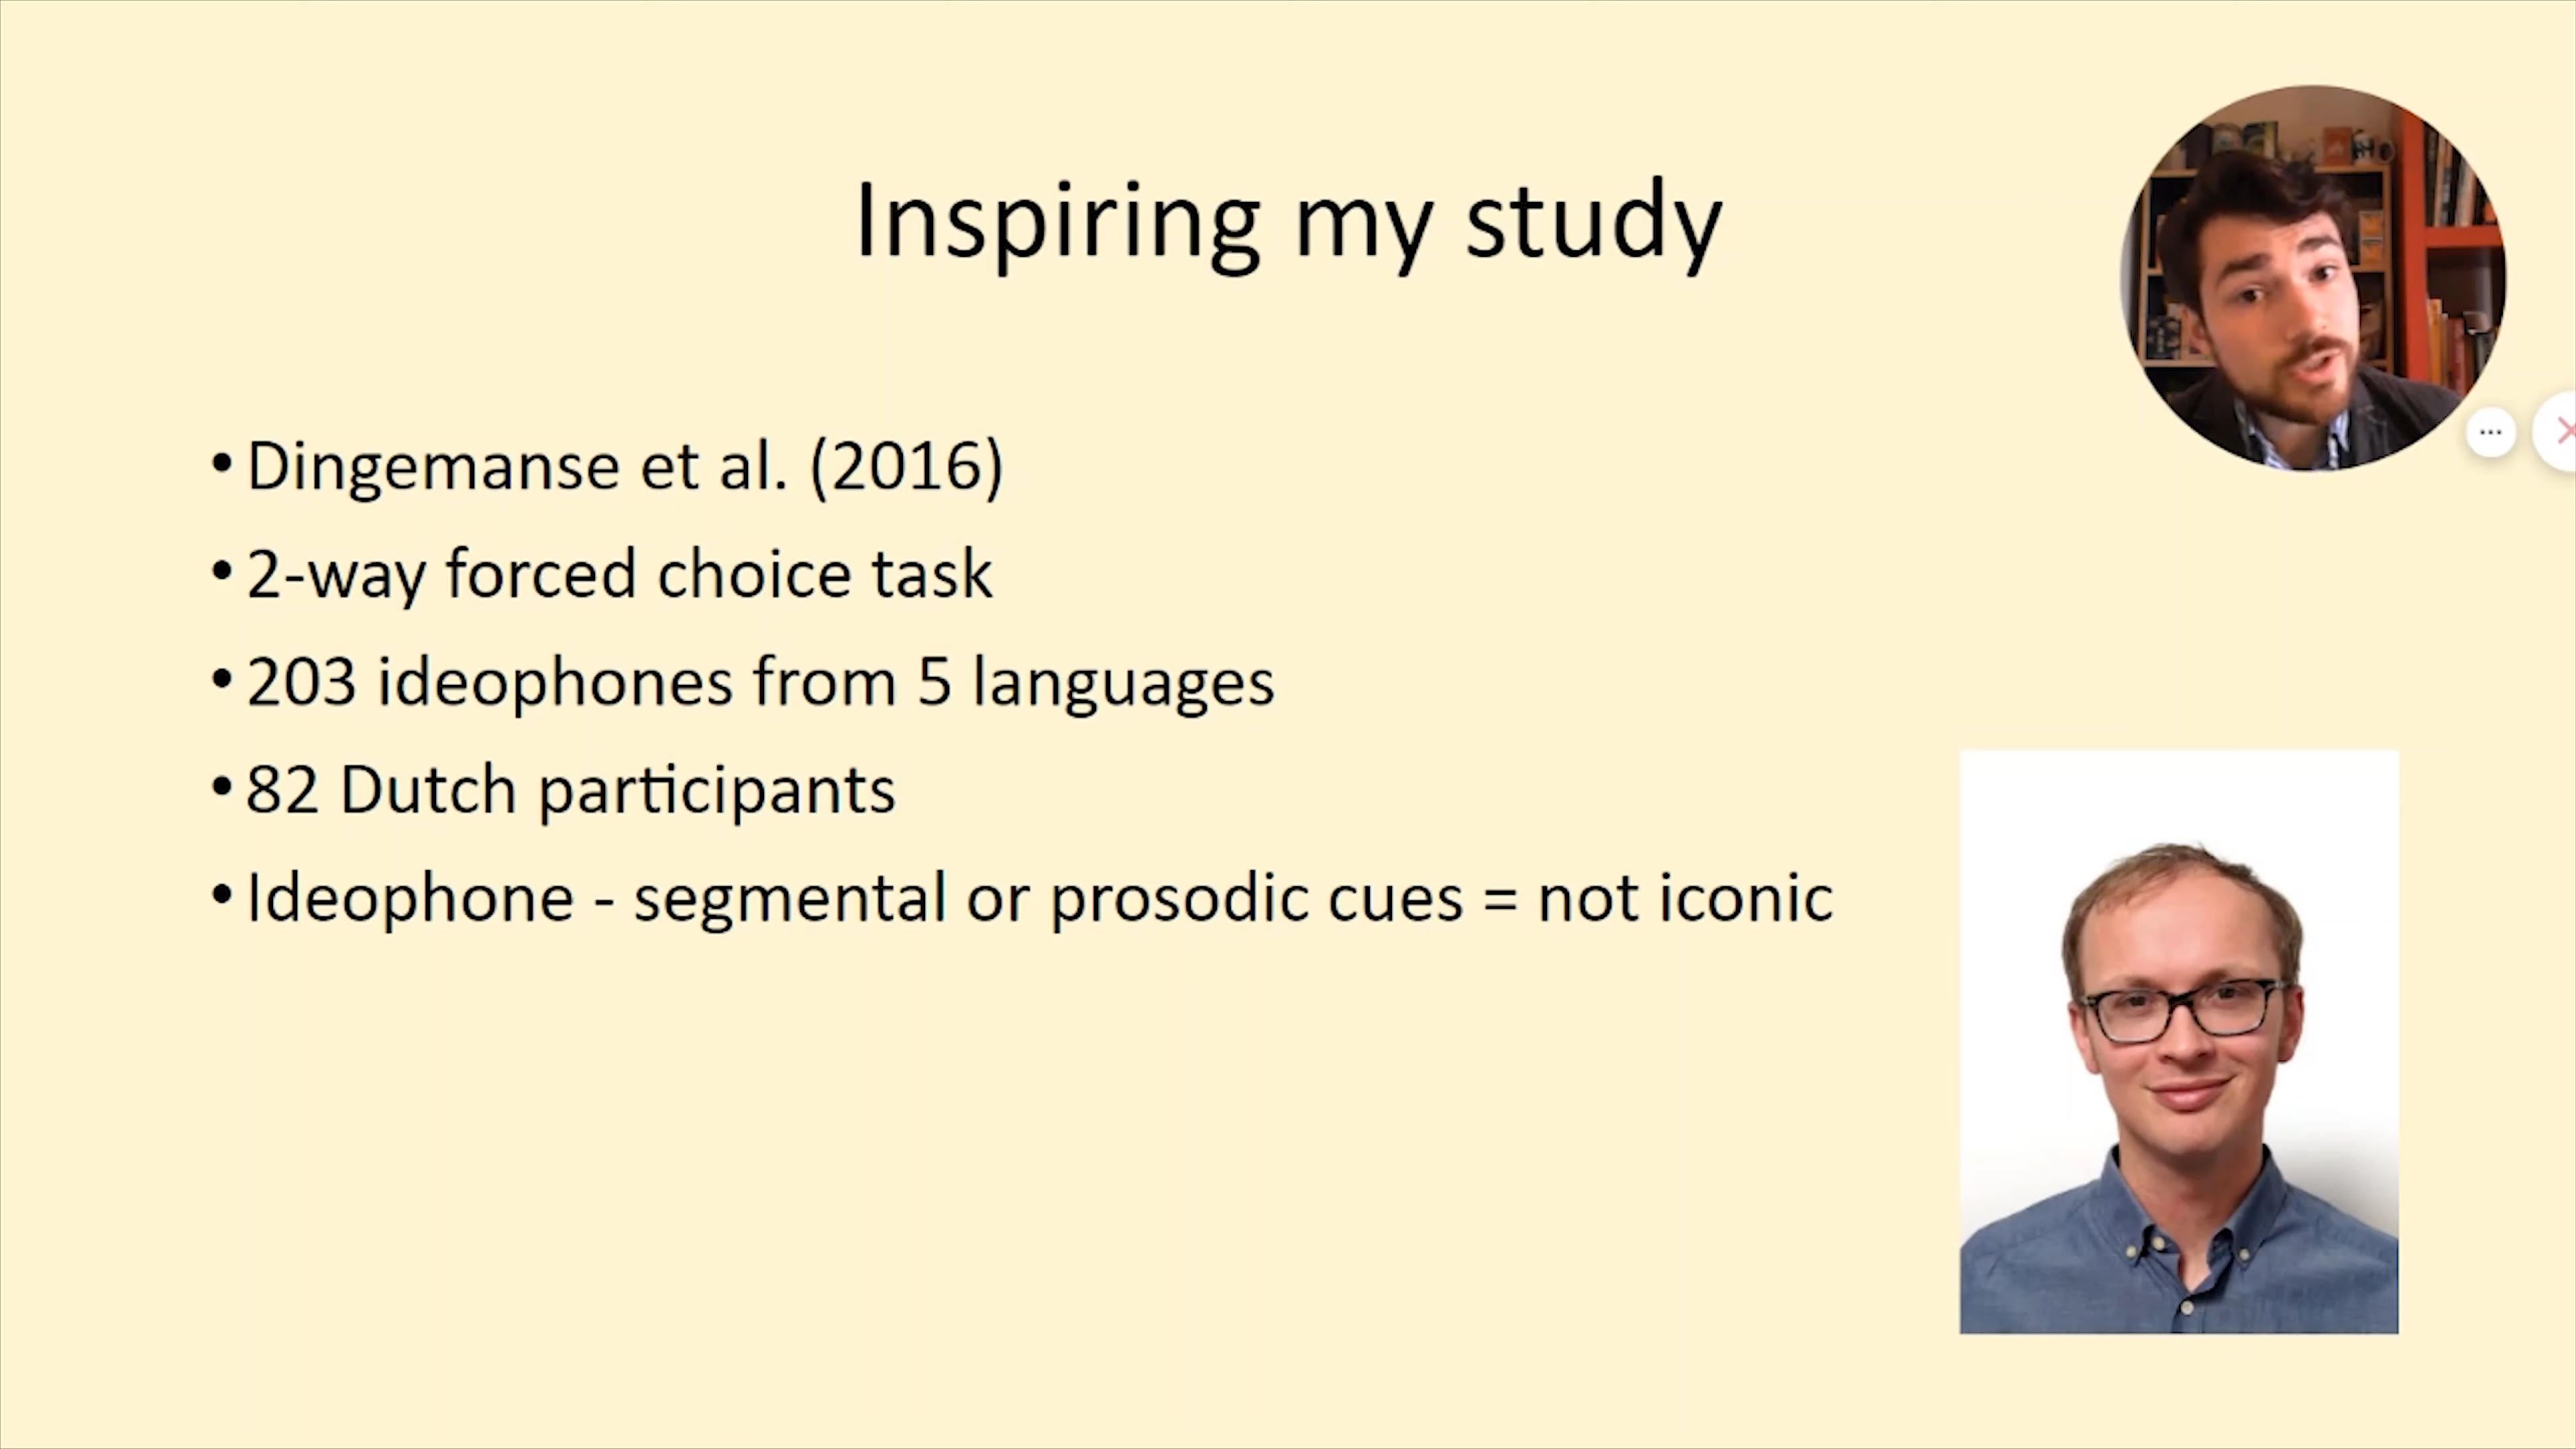 Inspiring my study
• Dingemanse et al. (2016)
• 2-way forced choice task
• 203 ideophones from 5 languages
• 82 Dutch participants
• Ideophone - segmental or prosodic cues = not iconic